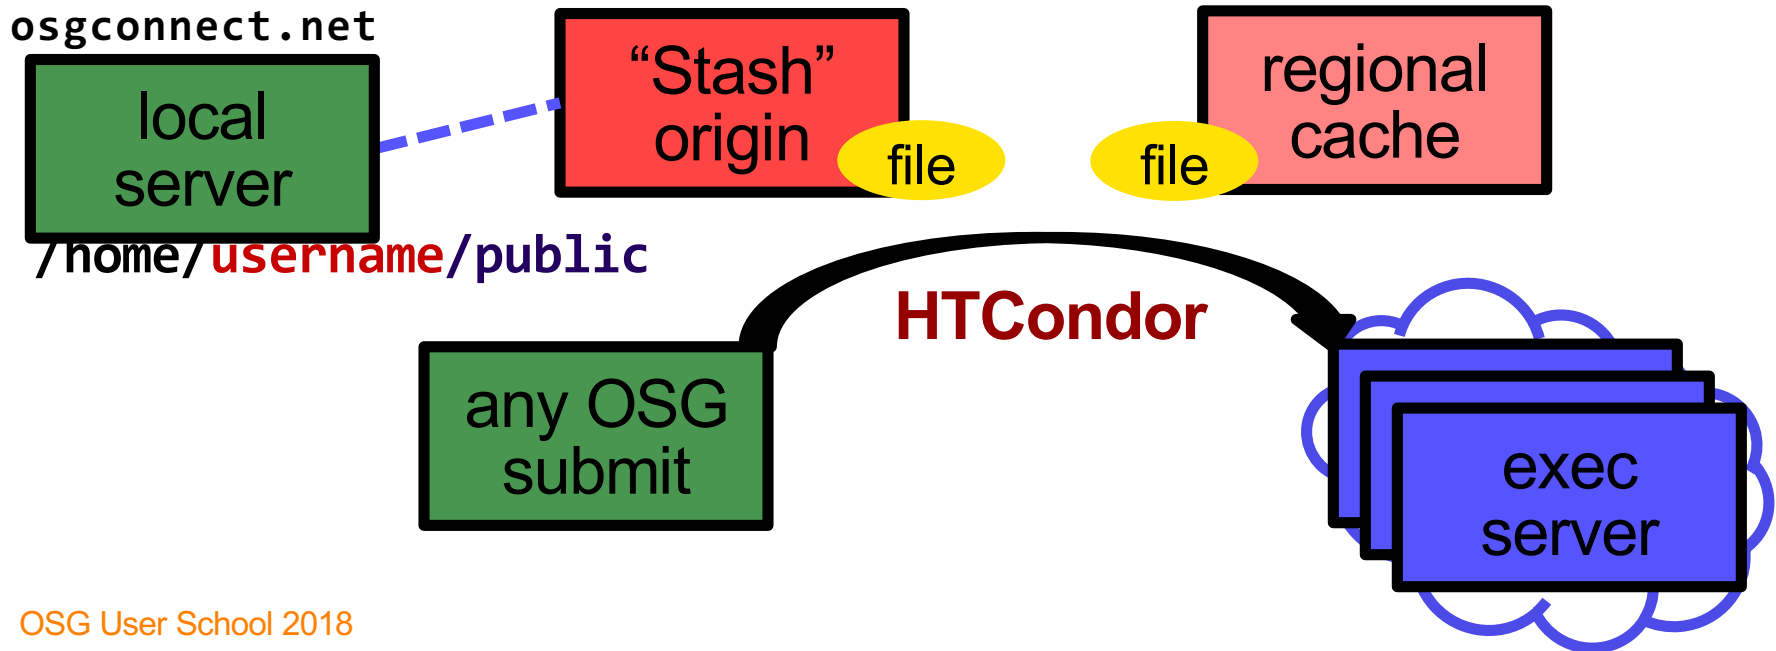 osgconnect.net
local
server
/home/username/public
“Stash”
origin
file
file
regional
cache
HTCondor
any OSG
submit
exec
server
OSG User School 2018